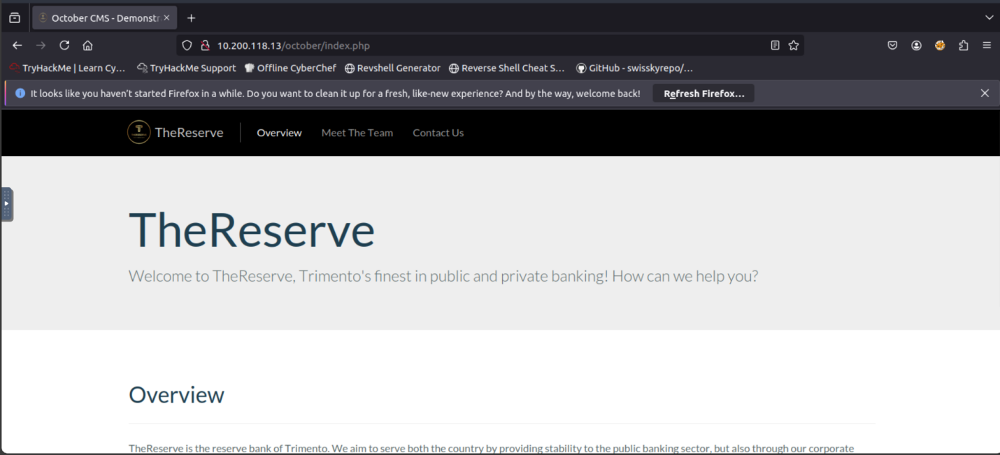 October CMS - Demonstr
10.200.118.13/october/index.php
TryHackMe | Learn Cy... TryHackMe Support Offline CyberChef Revshell Generator Reverse Shell Cheat S... GitHub - swisskyrepo/...
It looks like you haven't started Firefox in a while. Do you want to clean it up for a fresh, like-new experience? And by the way, welcome back! Refresh Firefox...
TheReserve Overview Meet The Team Contact Us
TheReserve
Welcome to TheReserve, Trimento's finest in public and private banking! How can we help you?
Overview
TheReserve is the reserve bank of Trimento. We aim to serve both the country by providing stability to the public banking sector, but also through our corporate